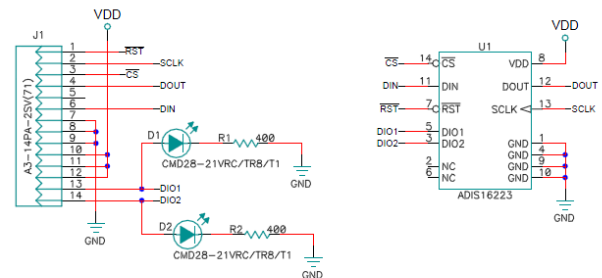 VDD
J1
1 RST
2 SCLK
3 CS
4 DOUT
5
6 DIN
7
8
9
10
11
12
13 DIO1
14 DIO2
A3-14PA-2SV(71)
GND
D1
R1 400
CMD28-21VRC/TR8/T1
GND
D2
R2 400
CMD28-21VRC/TR8/T1
GND
VDD
U1
CS 14 CS VDD 8
DIN 11 DIN DOUT 12 DOUT
RST 7 RST SCLK 13 SCLK
DIO1 5 DIO1 GND 1
DIO2 3 DIO2 GND 4
2 NC GND 9
6 NC GND 10
ADIS16223
GND